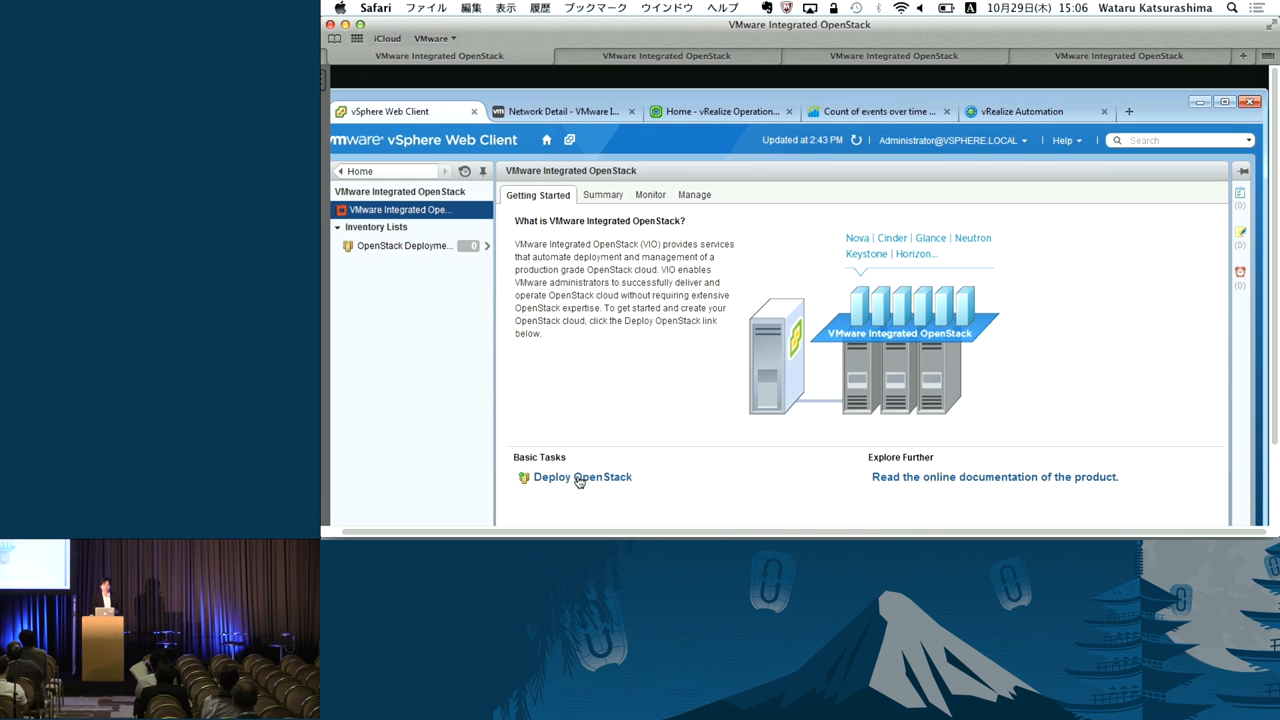 Safari ファイル 編集 表示 履歴 ブックマーク ウインドウ ヘルプ 10月29日(木) 15:06 Wataru Katsurashima
VMware Integrated OpenStack
iCloud VMware
VMware Integrated OpenStack VMware Integrated OpenStack VMware Integrated OpenStack VMware Integrated OpenStack
vSphere Web Client Network Detail - VMware I... Home - vRealize Operation... Count of events over time ... vRealize Automation
vmware® vSphere Web Client Updated at 2:43 PM Administrator@VSPHERE.LOCAL Help Search
Home
VMware Integrated OpenStack
VMware Integrated OpenStack
VMware Integrated Ope...
Inventory Lists
OpenStack Deployme... 0
Getting Started Summary Monitor Manage
What is VMware Integrated OpenStack?
VMware Integrated OpenStack (VIO) provides services
that automate deployment and management of a
production grade OpenStack cloud. VIO enables
VMware administrators to successfully deliver and
operate OpenStack cloud without requiring extensive
OpenStack expertise. To get started and create your
OpenStack cloud, click the Deploy OpenStack link
below.
Nova | Cinder | Glance | Neutron
Keystone | Horizon...
VMware Integrated OpenStack
Basic Tasks
Deploy OpenStack
Explore Further
Read the online documentation of the product.
(0)
(0)
(0)